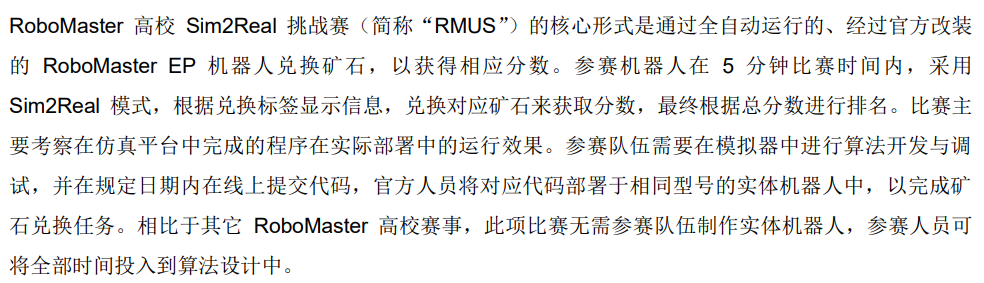 RoboMaster 高校 Sim2Real 挑战赛（简称“RMUS”）的核心形式是通过全自动运行的、经过官方改装
的 RoboMaster EP 机器人兑换矿石，以获得相应分数。参赛机器人在 5 分钟比赛时间内，采用
Sim2Real 模式，根据兑换标签显示信息，兑换对应矿石来获取分数，最终根据总分数进行排名。比赛主
要考察在仿真平台中完成的程序在实际部署中的运行效果。参赛队伍需要在模拟器中进行算法开发与调
试，并在规定日期内在线上提交代码，官方人员将对应代码部署于相同型号的实体机器人中，以完成矿
石兑换任务。相比于其它 RoboMaster 高校赛事，此项比赛无需参赛队伍制作实体机器人，参赛人员可
将全部时间投入到算法设计中。